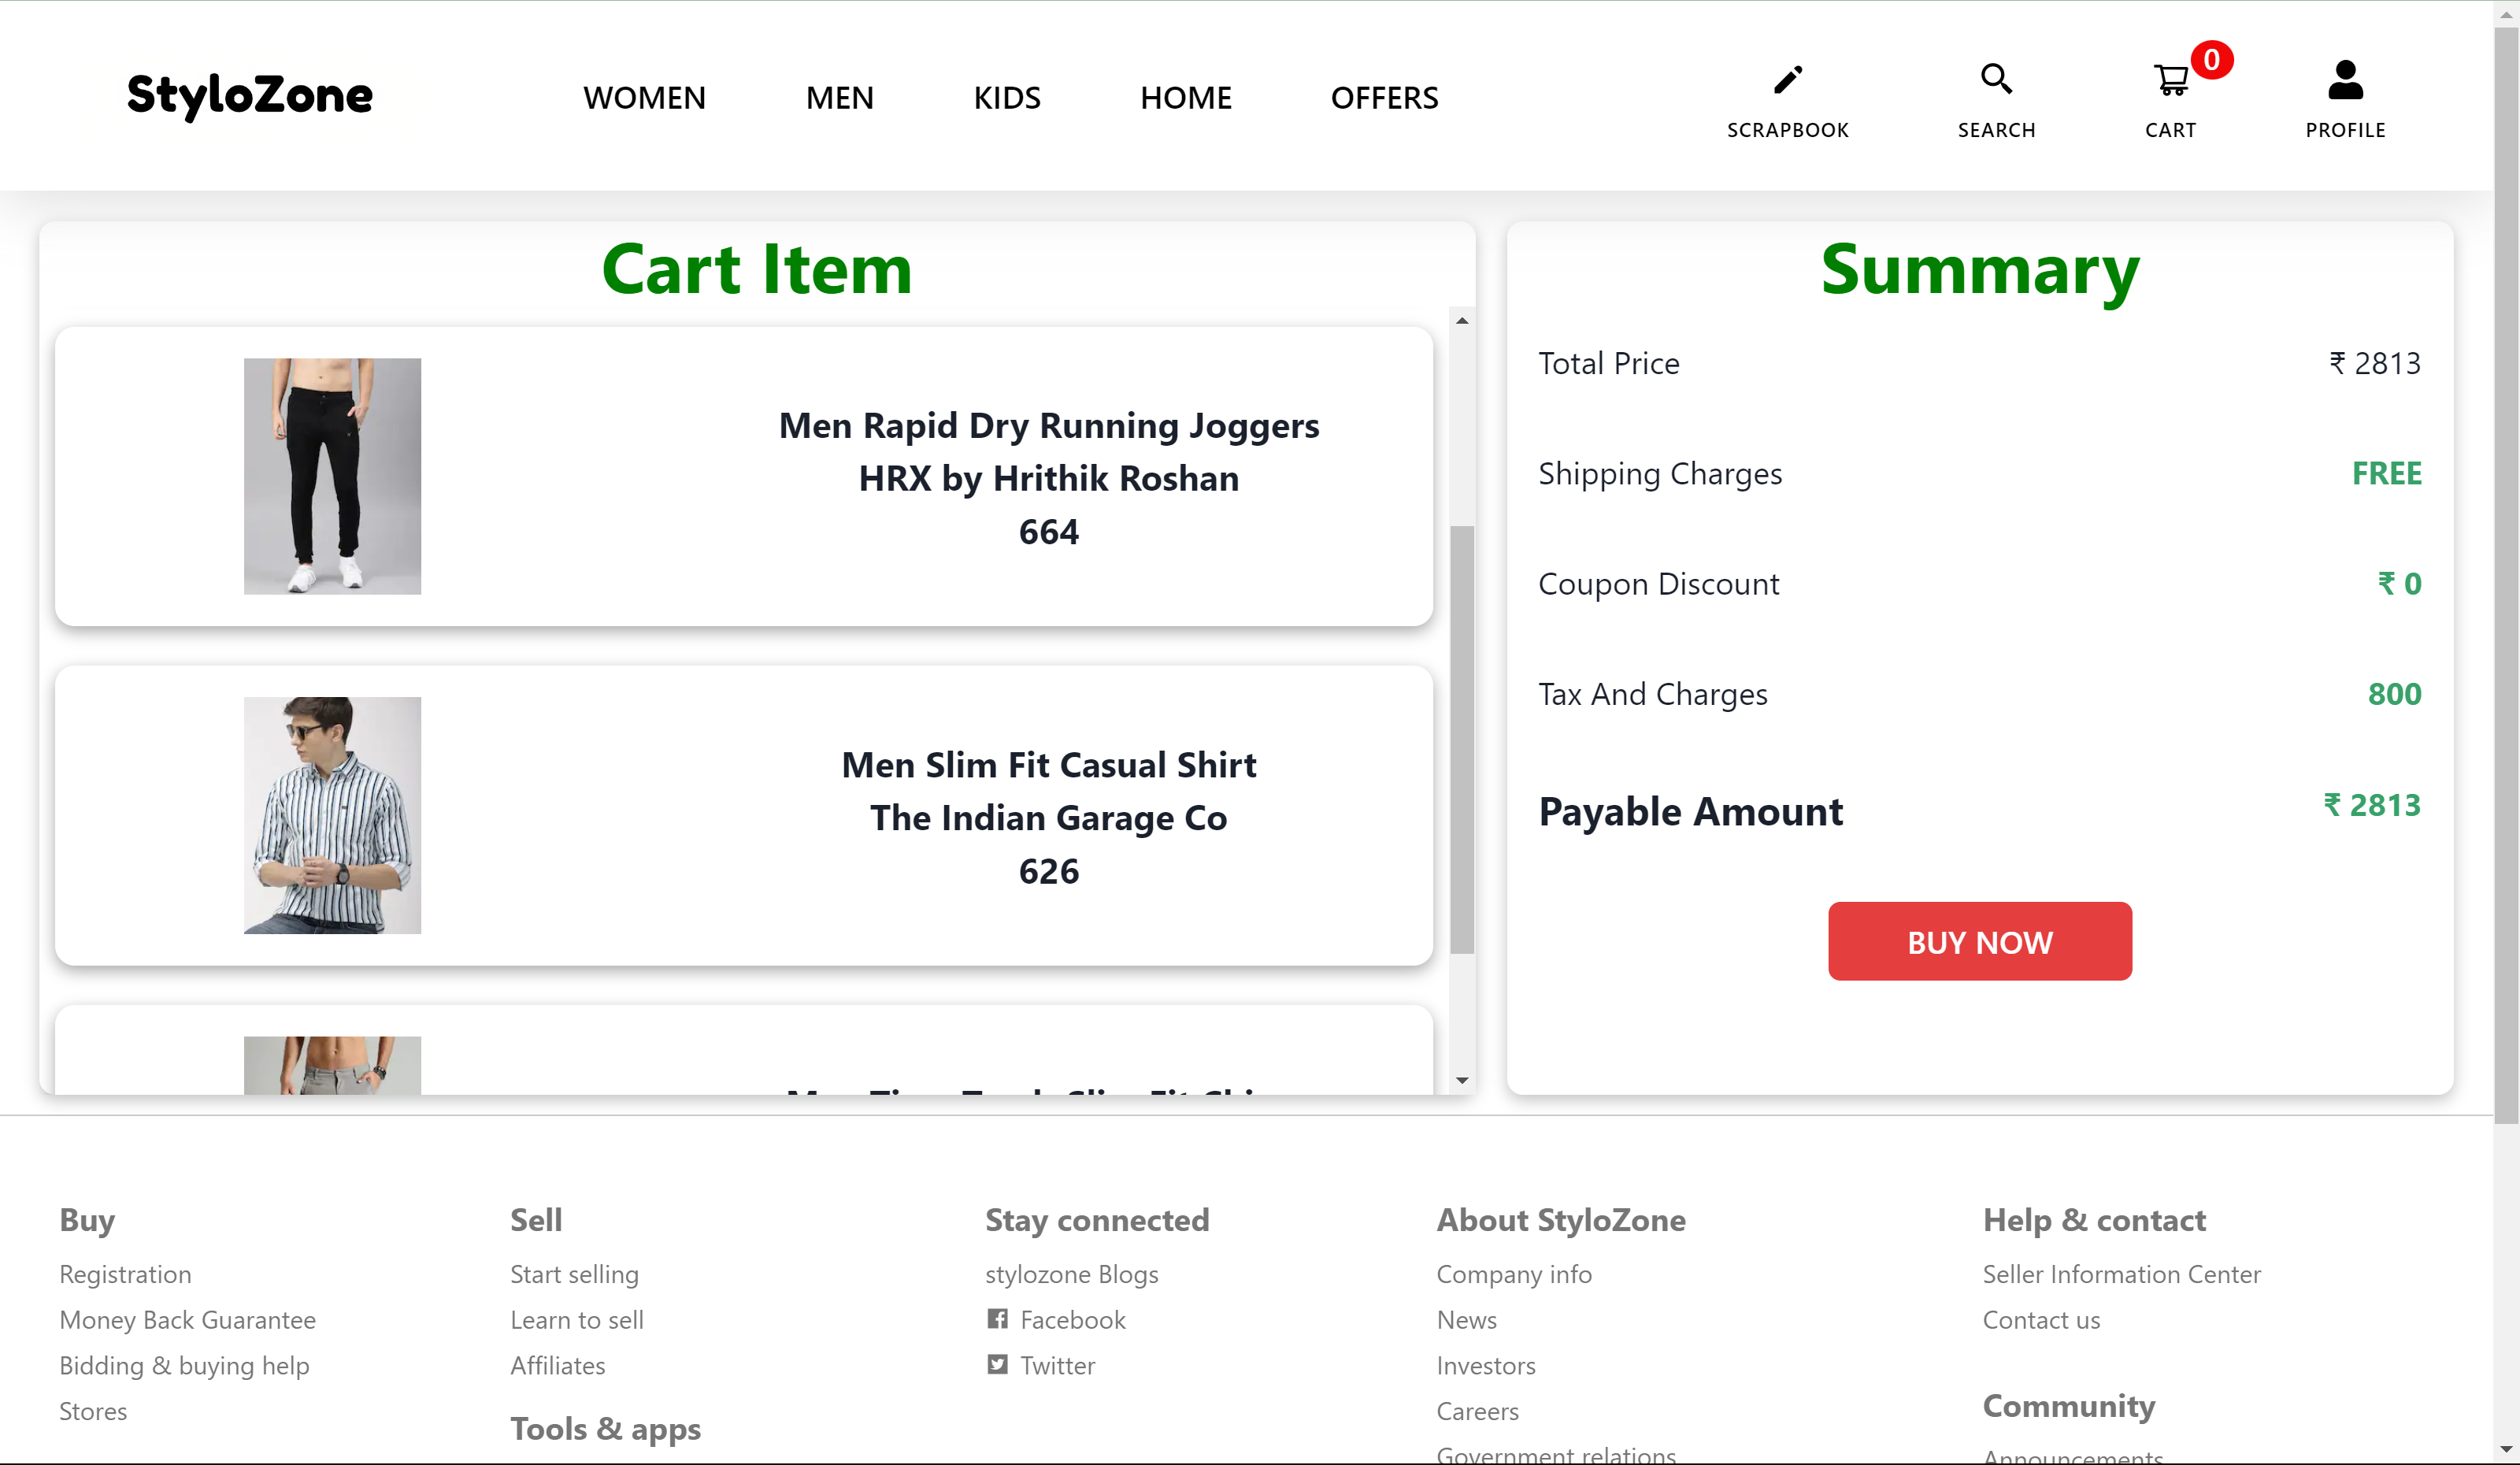 StyloZone
WOMEN
MEN
KIDS
HOME
OFFERS
SCRAPBOOK
SEARCH
0
CART
PROFILE
Cart Item
Men Rapid Dry Running Joggers
HRX by Hrithik Roshan
664
Men Slim Fit Casual Shirt
The Indian Garage Co
626
Summary
Total Price ₹ 2813
Shipping Charges FREE
Coupon Discount ₹ 0
Tax And Charges 800
Payable Amount ₹ 2813
BUY NOW
Buy
Registration
Money Back Guarantee
Bidding & buying help
Stores
Sell
Start selling
Learn to sell
Affiliates
Tools & apps
Stay connected
stylozone Blogs
Facebook
Twitter
About StyloZone
Company info
News
Investors
Careers
Government relations
Help & contact
Seller Information Center
Contact us
Community
Announcements